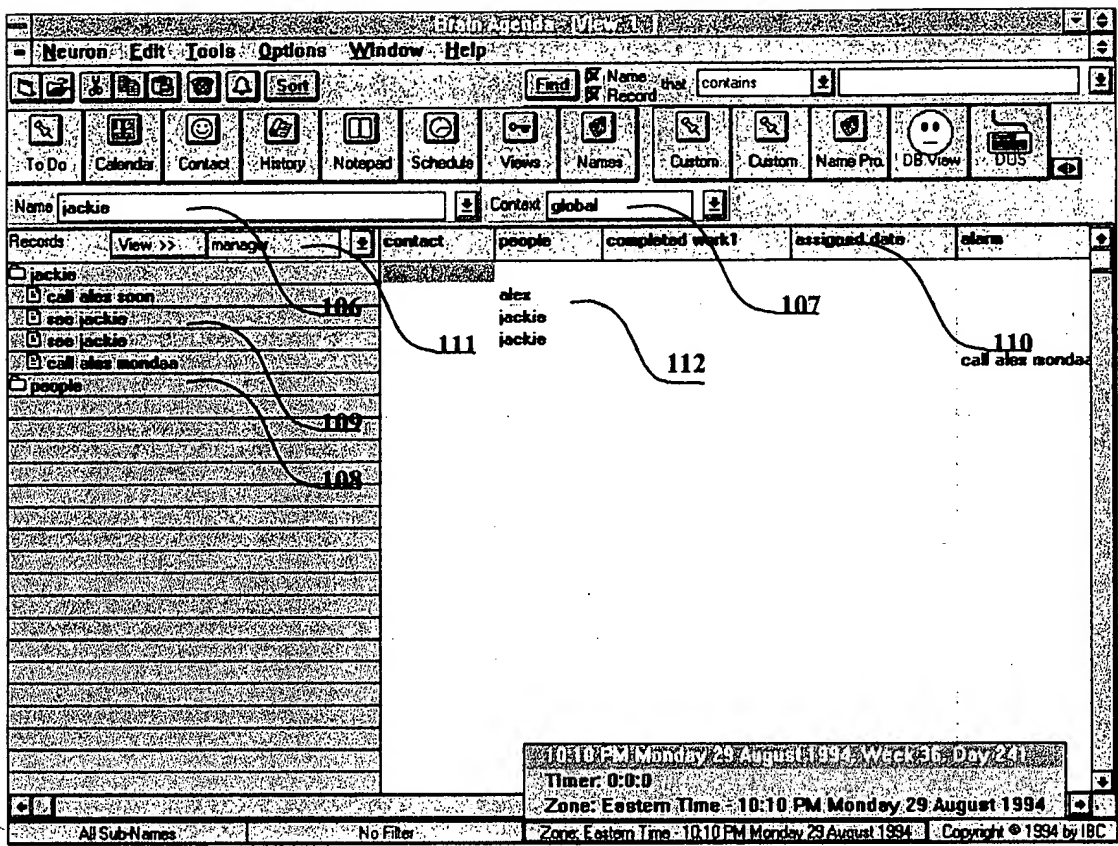 Brain Agenda - [View: 1]
Neuron Edit Tools Options Window Help
Sort Find Name Record that contains
To Do Calendar Contact History Notepad Schedule Views Names Custom Custom Name Pro. DB View DDS
Name jackie Context global
Records View >> manager contact people completed work1 assigned date alarm
jackie
call alex soon alex
see jackie jackie
see jackie jackie
call alex mondaa call alex mondaa
people
106
107
111
110
112
109
108
10:10 PM Monday 29 August 1994, Week 36, Day 241
Timer: 0:0:0
Zone: Eastern Time - 10:10 PM Monday 29 August 1994
All Sub-Names No Filter Zone: Eastern Time 10:10 PM Monday 29 August 1994 Copyright © 1994 by IBC